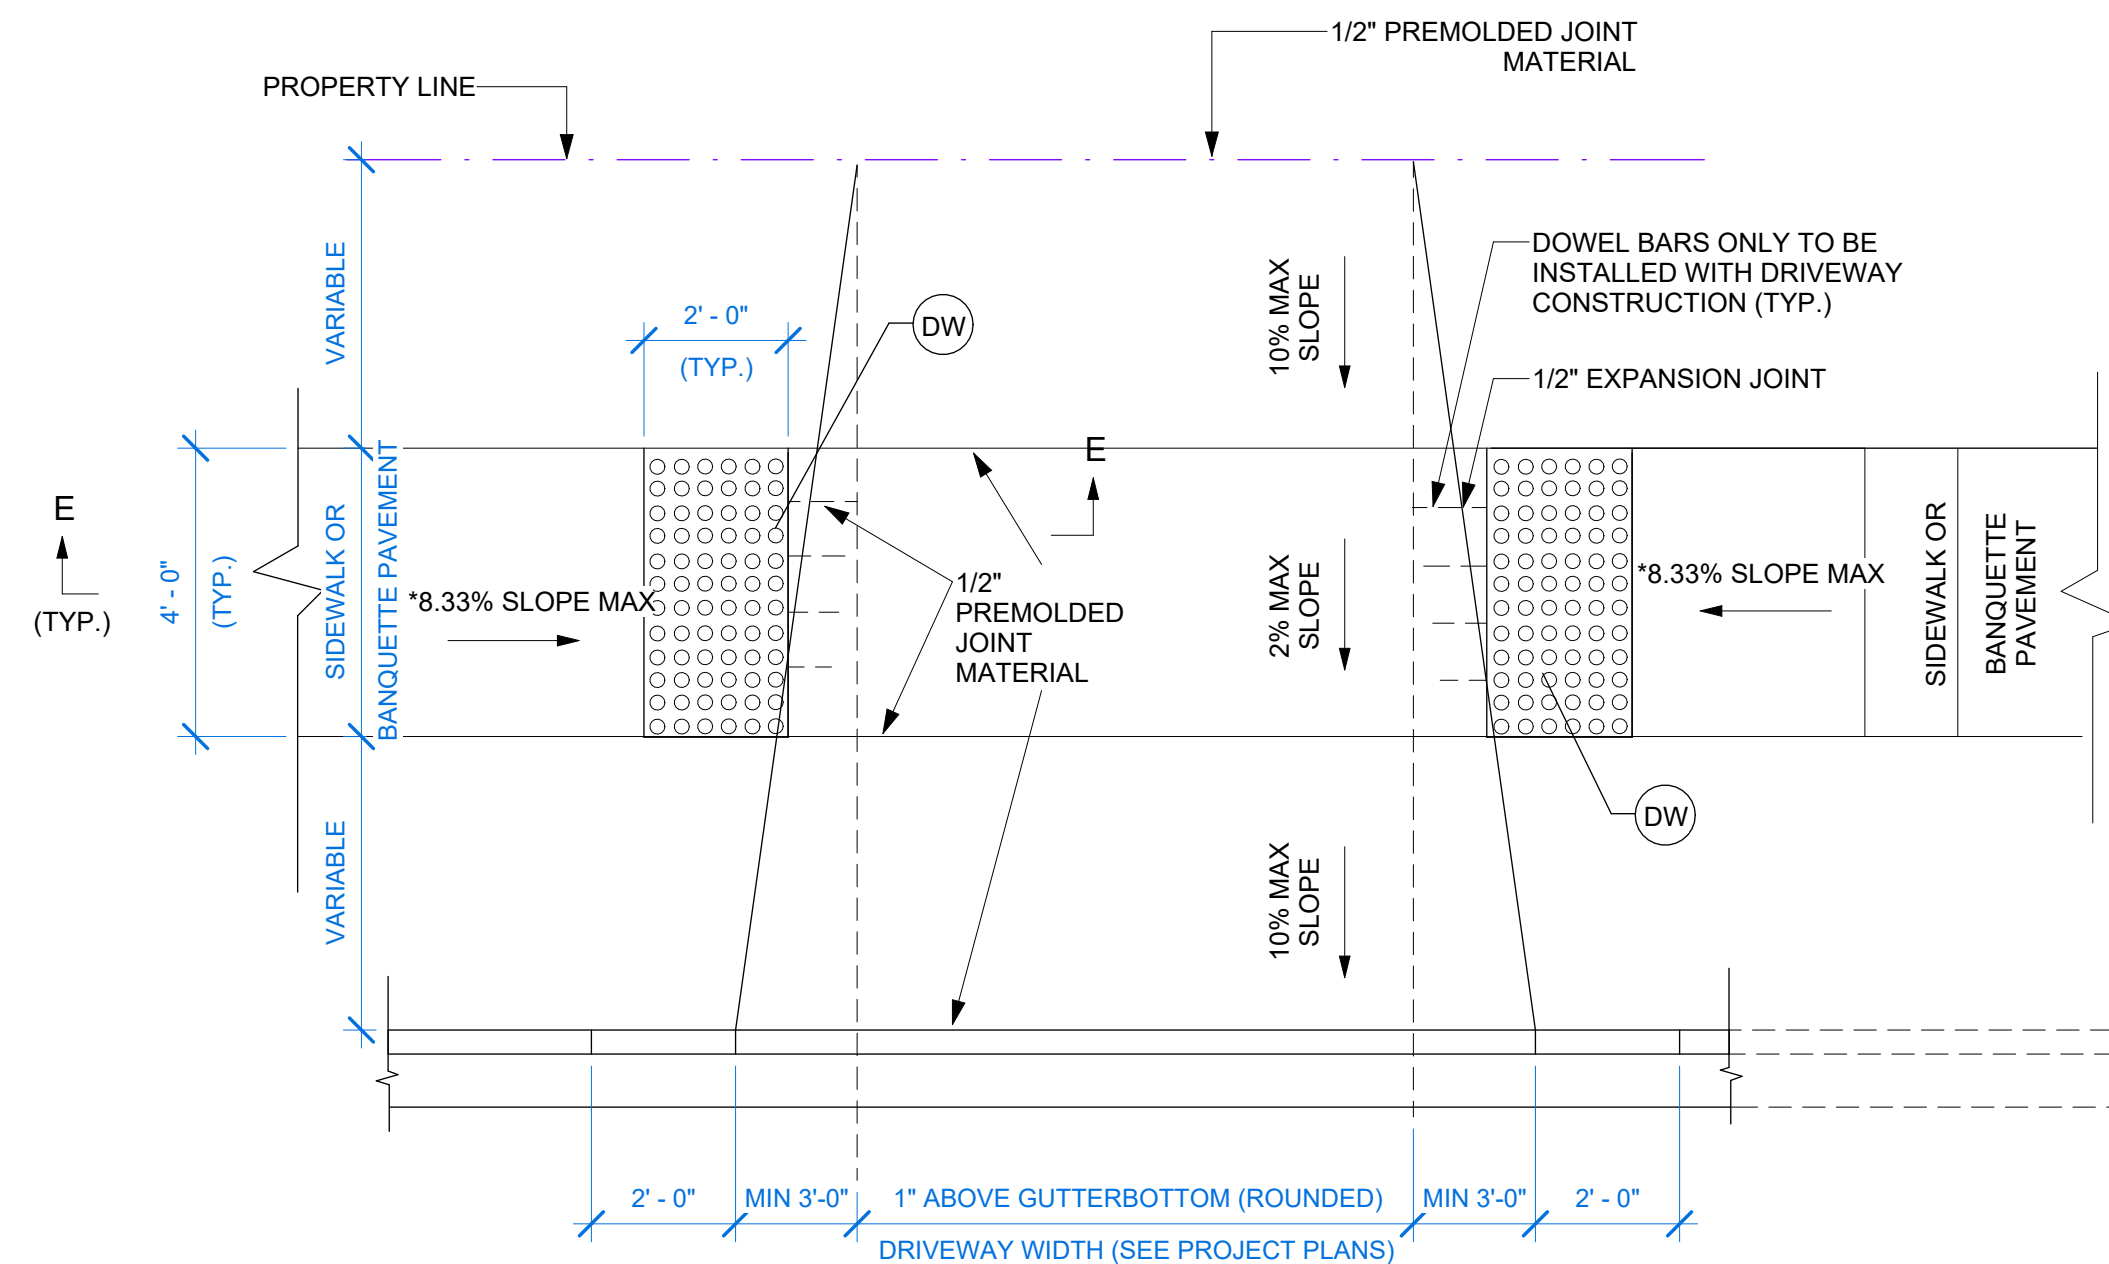 1/2" PREMOLDED JOINT
MATERIAL
PROPERTY LINE
VARIABLE
2' - 0"
(TYP.)
DW
10% MAX
SLOPE
DOWEL BARS ONLY TO BE
INSTALLED WITH DRIVEWAY
CONSTRUCTION (TYP.)
1/2" EXPANSION JOINT
E
(TYP.)
4' - 0"
(TYP.)
SIDEWALK OR
BANQUETTE PAVEMENT
*8.33% SLOPE MAX
E
1/2"
PREMOLDED
JOINT
MATERIAL
2% MAX
SLOPE
*8.33% SLOPE MAX
SIDEWALK OR
BANQUETTE
PAVEMENT
DW
VARIABLE
10% MAX
SLOPE
2' - 0"
MIN 3'-0"
1" ABOVE GUTTERBOTTOM (ROUNDED)
MIN 3'-0"
2' - 0"
DRIVEWAY WIDTH (SEE PROJECT PLANS)